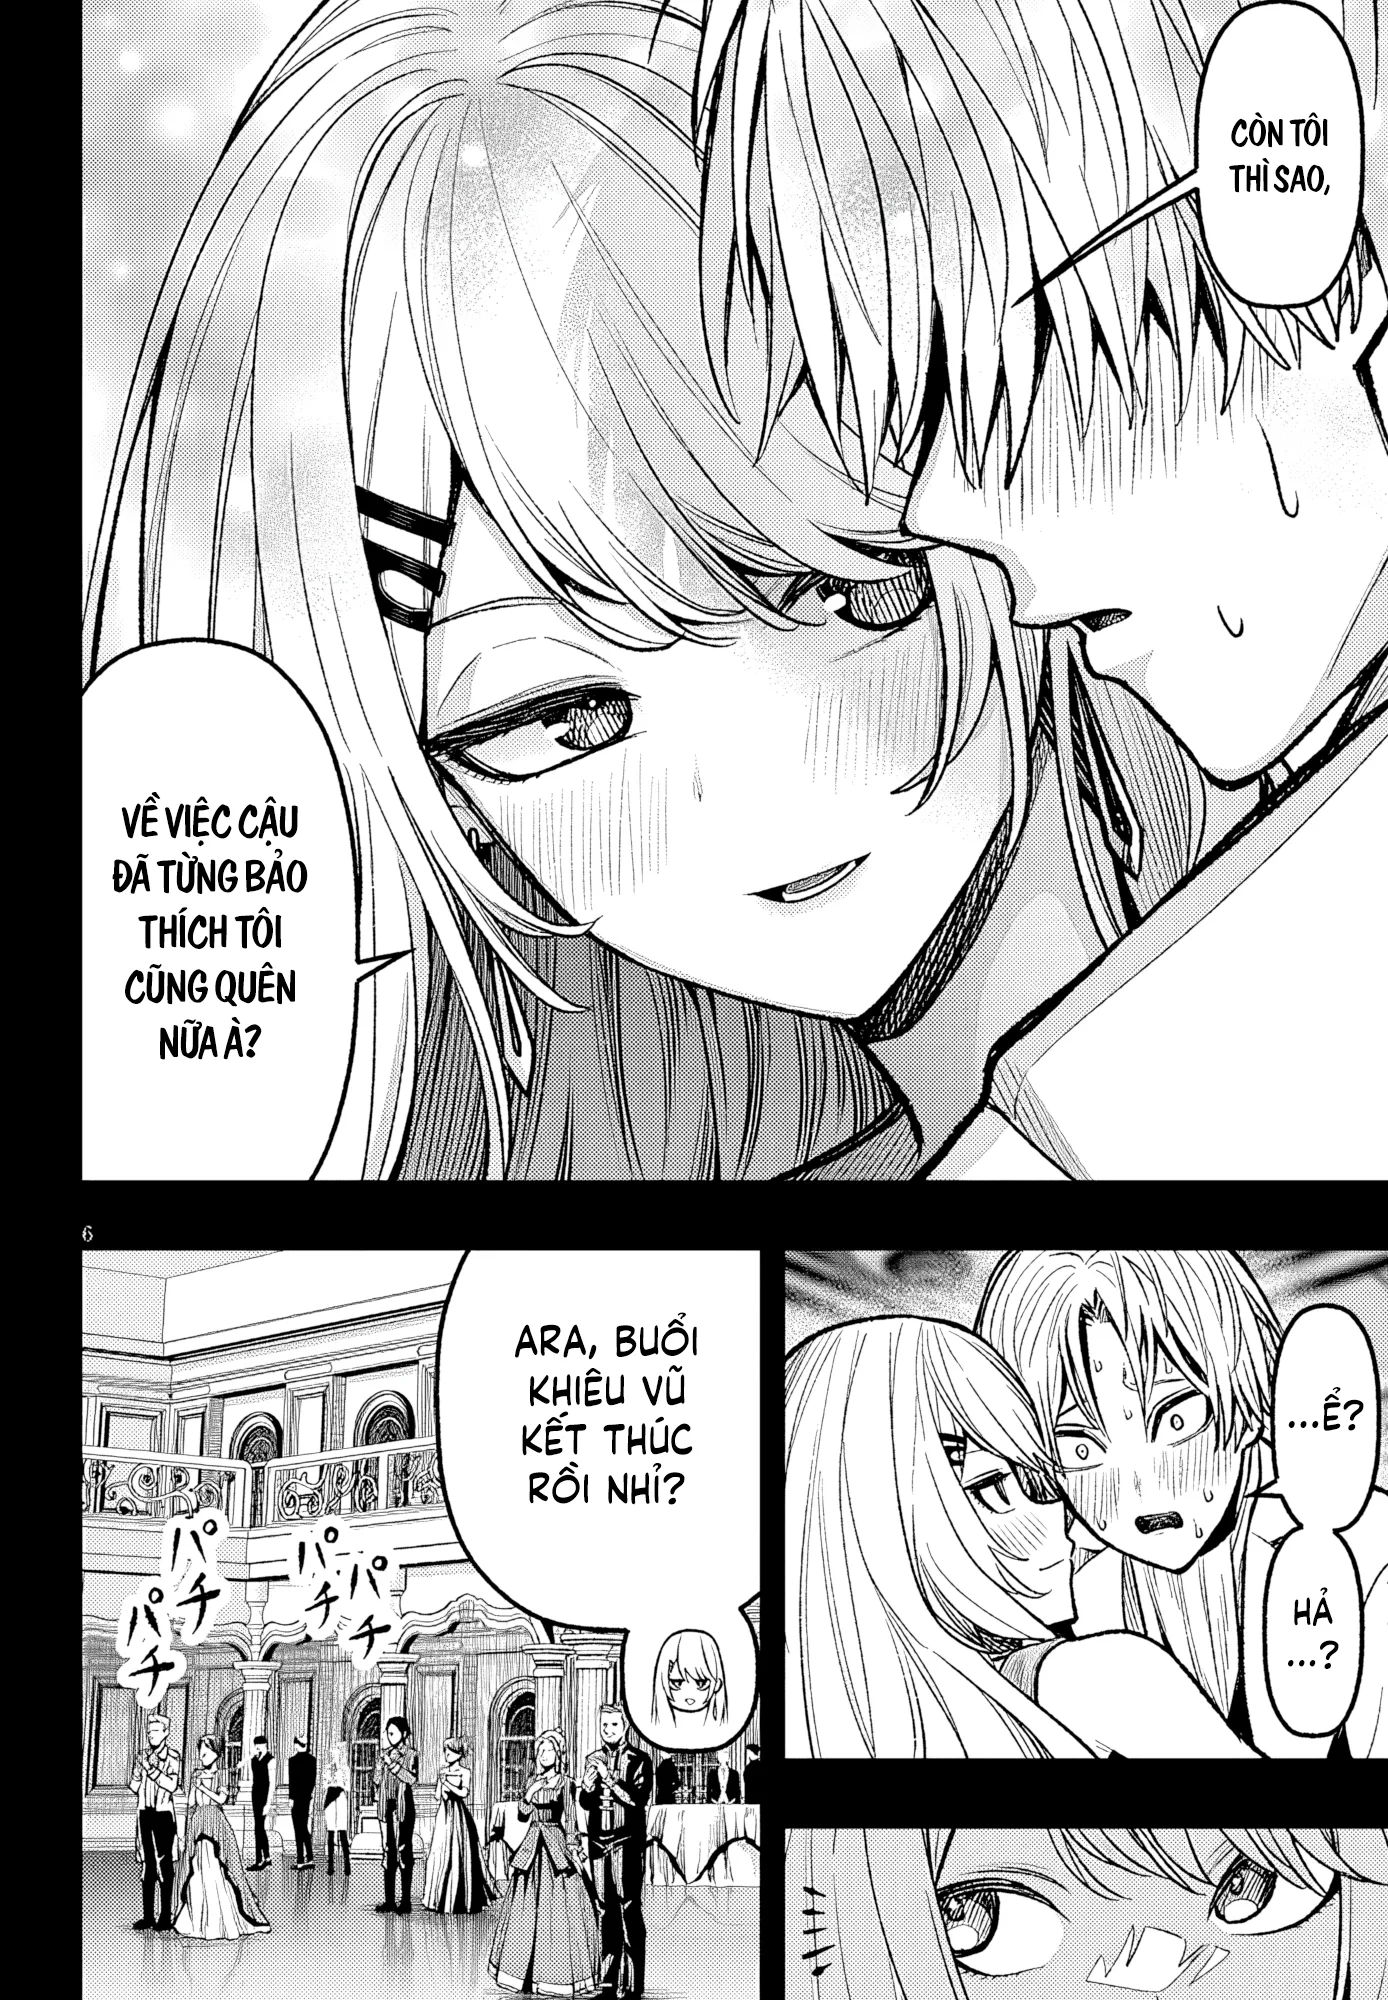 CÒN TÔI
THÌ SAO,
VỀ VIỆC CẬU
ĐÃ TỪNG BẢO
THÍCH TÔI
CŨNG QUÊN
NỮA À?
6
...Ể?
HẢ
...?
ARA, BUỔI
KHIÊU VŨ
KẾT THÚC
RỒI NHỈ?
パチ
パチ
パチ
パチ